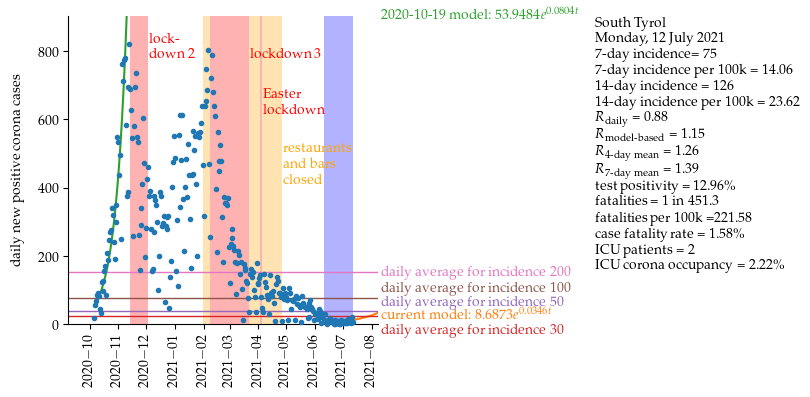 2020-10-19 model: 53.9484e^0.0804t
lock-
down 2
lockdown 3
Easter
lockdown
restaurants
and bars
closed
daily new positive corona cases
800
600
400
200
0
daily average for incidence 200
daily average for incidence 100
daily average for incidence 50
current model: 8.6873e^0.0346t
daily average for incidence 30
2020−10
2020−11
2020−12
2021−01
2021−02
2021−03
2021−04
2021−05
2021−06
2021−07
2021−08
South Tyrol
Monday, 12 July 2021
7-day incidence= 75
7-day incidence per 100k = 14.06
14-day incidence = 126
14-day incidence per 100k = 23.62
R_daily = 0.88
R_model-based = 1.15
R_4-day mean = 1.26
R_7-day mean = 1.39
test positivity = 12.96%
fatalities = 1 in 451.3
fatalities per 100k =221.58
case fatality rate = 1.58%
ICU patients = 2
ICU corona occupancy = 2.22%